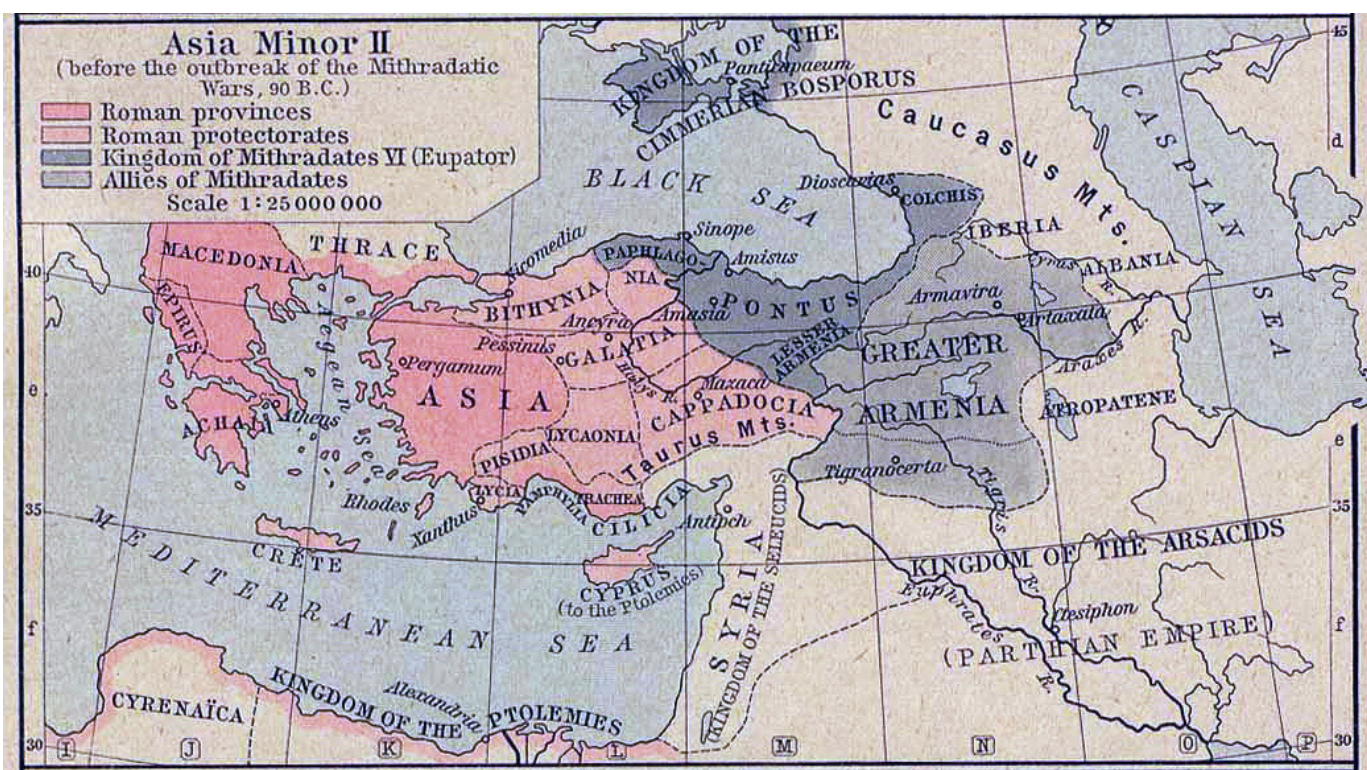 Asia Minor II
(before the outbreak of the Mithradatic
Wars, 90 B.C.)
Roman provinces
Roman protectorates
Kingdom of Mithradates VI (Eupator)
Allies of Mithradates
Scale 1:25 000 000
KINGDOM OF THE
CIMMERIAN BOSPORUS
Pantikapaeum
Caucasus Mts.
CASPIAN SEA
BLACK SEA
Dioscurias
COLCHIS
IBERIA
ALBANIA
Cyrus R.
Sinope
Amisus
PAPHLAGO
NIA
Nicomedia
THRACE
MACEDONIA
EPIRUS
Aegean Sea
BITHYNIA
Ancyra
Amasia
PONTUS
LESSER
ARMENIA
Armavira
Artaxata
Araxes R.
GREATER
ARMENIA
ATROPATENE
Pessinus
GALATIA
Halys R.
Pergamum
ASIA
Mazaca
CAPPADOCIA
LYCAONIA
Taurus Mts.
PISIDIA
LYCIA
PAMPHYLIA
TRACHEA
CILICIA
ACHAIA
Athens
Rhodes
Xanthus
CRETE
Tigranocerta
Tigris R.
Antioch
SYRIA
(KINGDOM OF THE SELEUCIDS)
CYPRUS
(to the Ptolemies)
KINGDOM OF THE ARSACIDS
(PARTHIAN EMPIRE)
Euphrates R.
Ctesiphon
MEDITERRANEAN SEA
CYRENAÏCA
KINGDOM OF THE PTOLEMIES
Alexandria
45
40
35
30
45
35
30
d
e
f
e
f
I
J
K
L
M
N
O
P